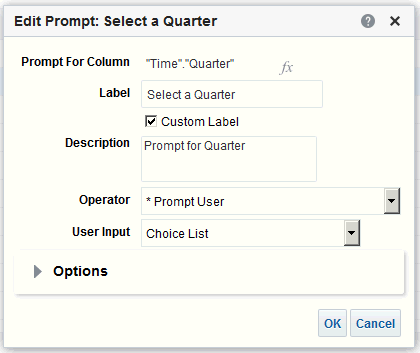 Edit Prompt: Select a Quarter
Prompt For Column "Time"."Quarter" fx
Label Select a Quarter
Custom Label
Description Prompt for Quarter
Operator * Prompt User
User Input Choice List
Options
OK Cancel